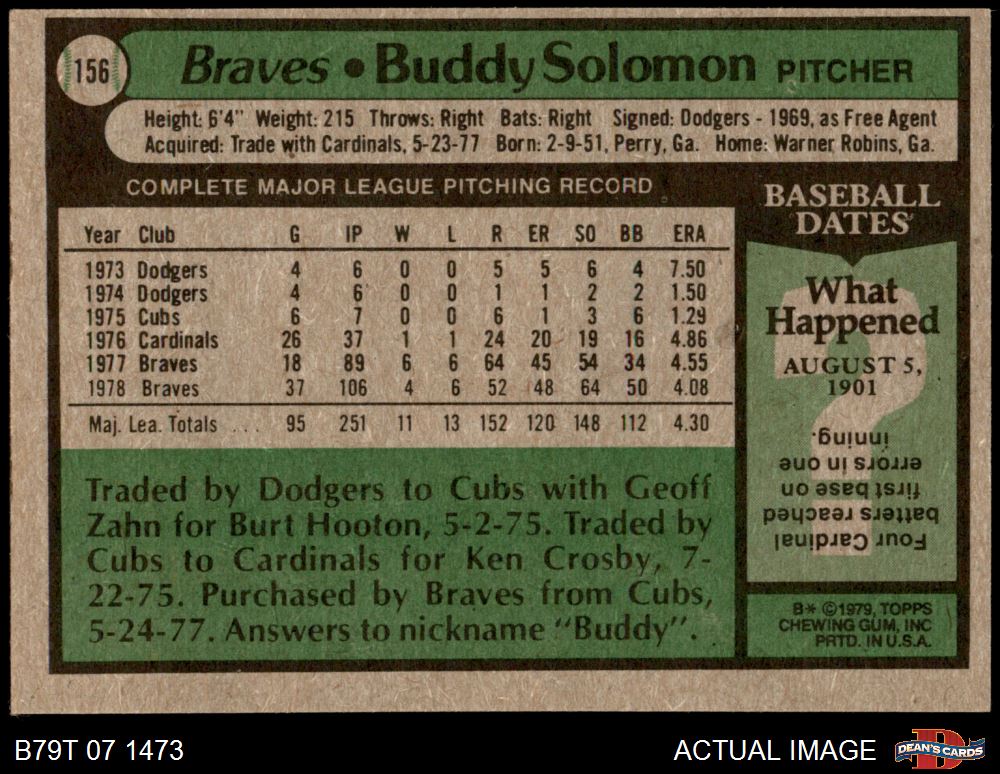 156
Braves • Buddy Solomon PITCHER
Height: 6'4" Weight: 215 Throws: Right Bats: Right Signed: Dodgers - 1969, as Free Agent
Acquired: Trade with Cardinals, 5-23-77 Born: 2-9-51, Perry, Ga. Home: Warner Robins, Ga.
COMPLETE MAJOR LEAGUE PITCHING RECORD
Year Club G IP W L R ER SO BB ERA
1973 Dodgers 4 6 0 0 5 5 6 4 7.50
1974 Dodgers 4 6 0 0 1 1 2 2 1.50
1975 Cubs 6 7 0 0 6 1 3 6 1.29
1976 Cardinals 26 37 1 1 24 20 19 16 4.86
1977 Braves 18 89 6 6 64 45 54 34 4.55
1978 Braves 37 106 4 6 52 48 64 50 4.08
Maj. Lea. Totals ... 95 251 11 13 152 120 148 112 4.30
Traded by Dodgers to Cubs with Geoff
Zahn for Burt Hooton, 5-2-75. Traded by
Cubs to Cardinals for Ken Crosby, 7-
22-75. Purchased by Braves from Cubs,
5-24-77. Answers to nickname "Buddy".
BASEBALL
DATES
What
Happened
AUGUST 5,
1901
?
Four Cardinal
batters reached
first base on
errors in one
inning.
B* ©1979, TOPPS
CHEWING GUM, INC
PRTD. IN U.S.A.
B79T 07 1473
ACTUAL IMAGE
D
DEAN'S CARDS